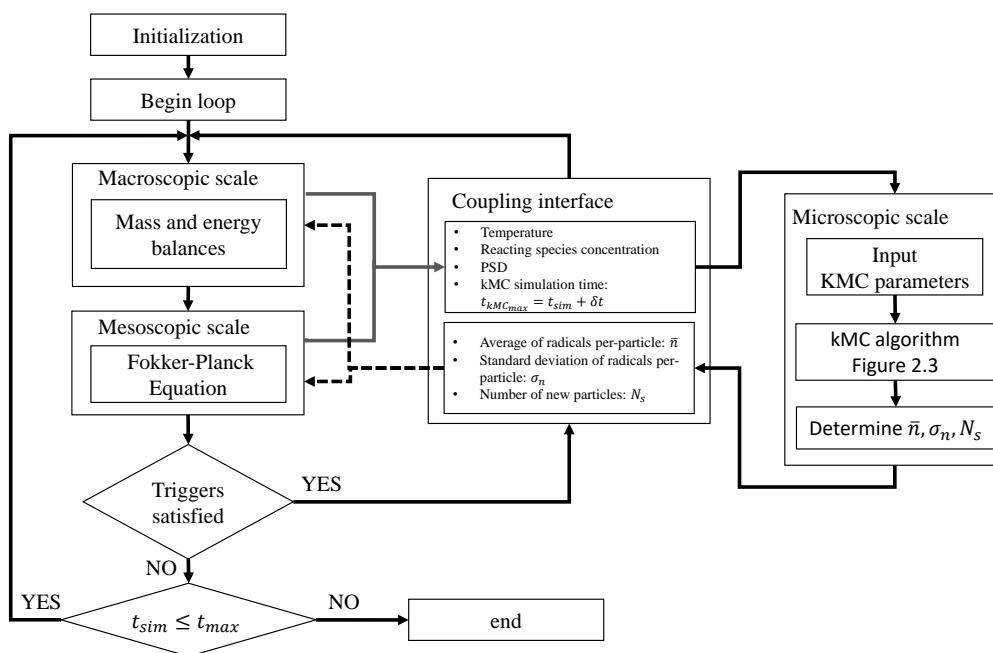 Initialization
Begin loop
Macroscopic scale
Mass and energy
balances
Mesoscopic scale
Fokker-Planck
Equation
Triggers
satisfied
YES
NO
YES
t_{sim} ≤ t_{max}
NO
end
Coupling interface
• Temperature
• Reacting species concentration
• PSD
• kMC simulation time:
t_{kMC_{max}} = t_{sim} + δt
• Average of radicals per-particle: n̄
• Standard deviation of radicals per-
particle: σ_n
• Number of new particles: N_s
Microscopic scale
Input
KMC parameters
kMC algorithm
Figure 2.3
Determine n̄, σ_n, N_s